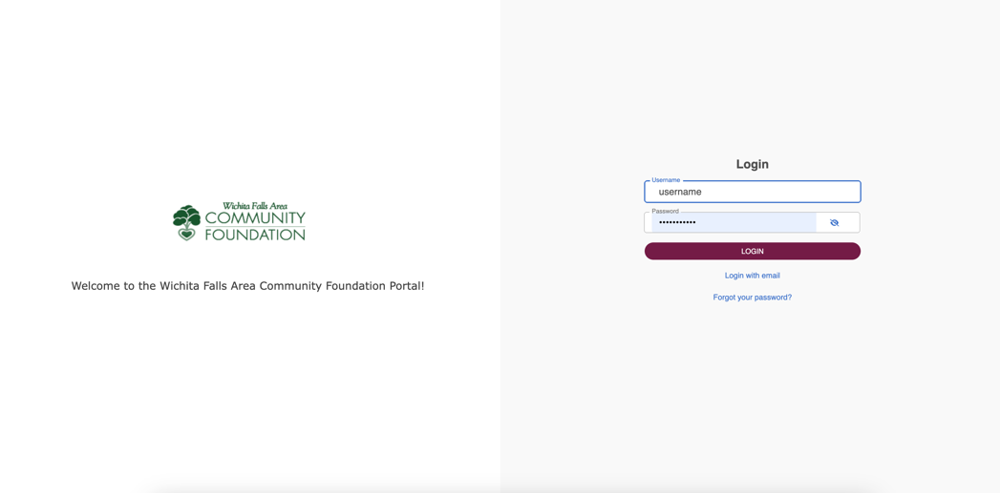 Wichita Falls Area
COMMUNITY
FOUNDATION
Welcome to the Wichita Falls Area Community Foundation Portal!
Login
Username
username
Password
•••••••••••
LOGIN
Login with email
Forgot your password?